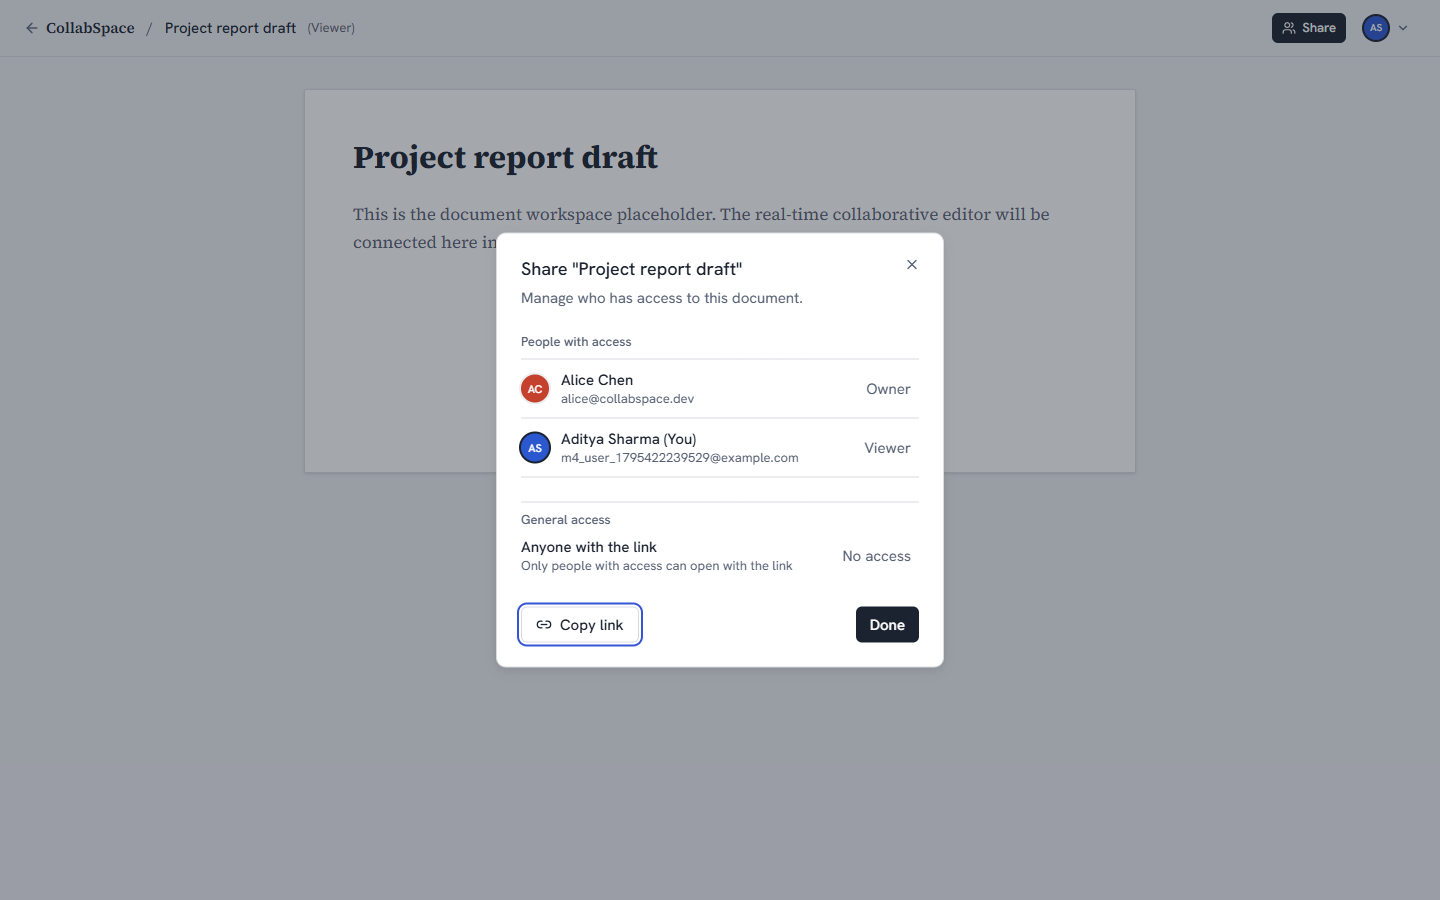 CollabSpace / Project report draft (Viewer)
Share
AS
Project report draft
This is the document workspace placeholder. The real-time collaborative editor will be
connected here in
Share "Project report draft"
Manage who has access to this document.
People with access
AC
Alice Chen
alice@collabspace.dev
Owner
AS
Aditya Sharma (You)
m4_user_1795422239529@example.com
Viewer
General access
Anyone with the link
Only people with access can open with the link
No access
Copy link
Done